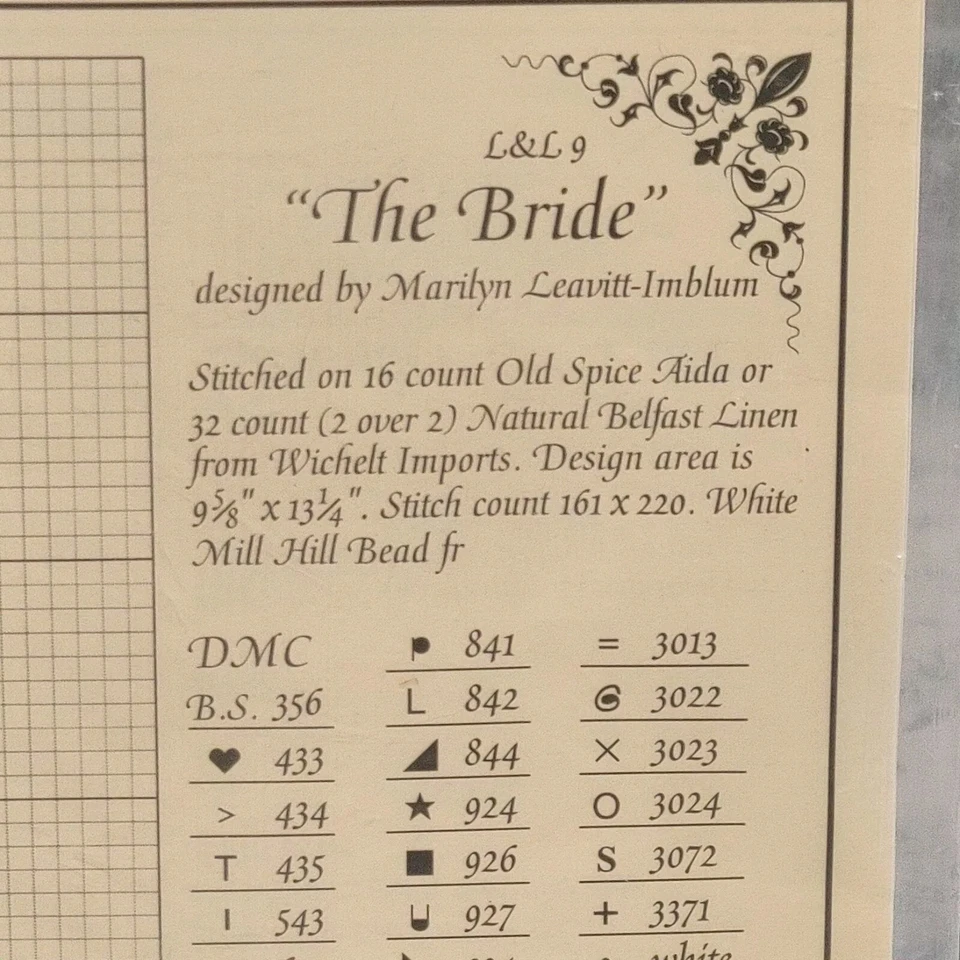 L&L 9
“The Bride”
designed by Marilyn Leavitt-Imblum
Stitched on 16 count Old Spice Aida or
32 count (2 over 2) Natural Belfast Linen
from Wichelt Imports. Design area is
9⅝" x 13¼". Stitch count 161 x 220. White
Mill Hill Bead fr
DMC
B.S. 356
♥ 433
> 434
T 435
I 543
841
L 842
◢ 844
★ 924
■ 926
927
= 3013
3022
× 3023
O 3024
S 3072
+ 3371
white